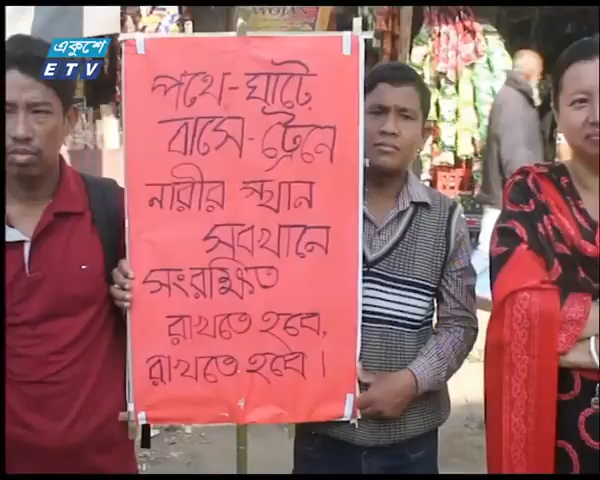 একুশে
ETV
পথে-ঘাটে
বাসে-ট্রেনে
নারীর স্থান
সবখানে
সংরক্ষিত
রাখতে হবে,
রাখতে হবে।